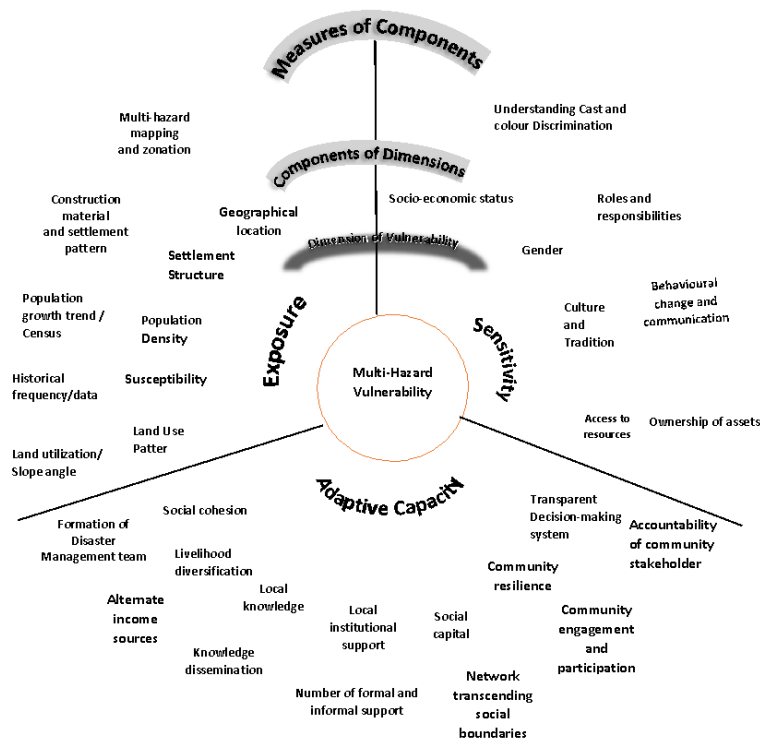 Measures of Components
Components of Dimensions
Dimension of Vulnerability
Multi-hazard
mapping
and zonation
Understanding Cast and
colour Discrimination
Construction
material
and settlement
pattern
Geographical
location
Socio-economic status
Roles and
responsibilities
Settlement
Structure
Gender
Population
growth trend /
Census
Population
Density
Exposure
Sensitivity
Culture
and
Tradition
Behavioural
change and
communication
Historical
frequency/data
Susceptibility
Multi-Hazard
Vulnerability
Land utilization/
Slope angle
Land Use
Patter
Access to
resources
Ownership of assets
Adaptive Capacity
Formation of
Disaster
Management team
Social cohesion
Transparent
Decision-making
system
Accountability
of community
stakeholder
Livelihood
diversification
Community
resilience
Alternate
income
sources
Local
knowledge
Local
institutional
support
Social
capital
Community
engagement
and
participation
Knowledge
dissemination
Number of formal and
informal support
Network
transcending
social
boundaries